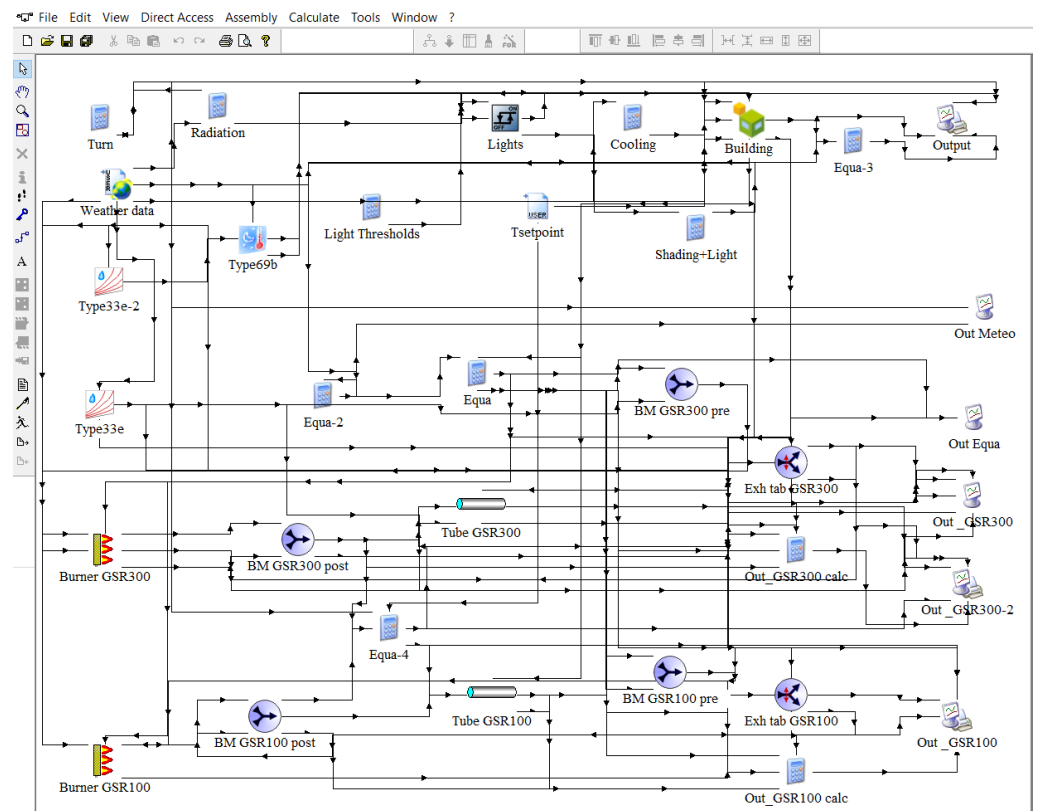 File Edit View Direct Access Assembly Calculate Tools Window ?
Turn
Radiation
Lights
ON
OFF
Cooling
Building
Equa-3
Output
Weather data
Light Thresholds
USER
Tsetpoint
Shading+Light
Type69b
Type33e-2
Out Meteo
Type33e
Equa-2
Equa
BM GSR300 pre
Out Equa
Exh tab GSR300
Tube GSR300
Out _GSR300
Burner GSR300
BM GSR300 post
Out_GSR300 calc
Out _GSR300-2
Equa-4
BM GSR100 pre
Tube GSR100
Exh tab GSR100
BM GSR100 post
Out _GSR100
Burner GSR100
Out_GSR100 calc